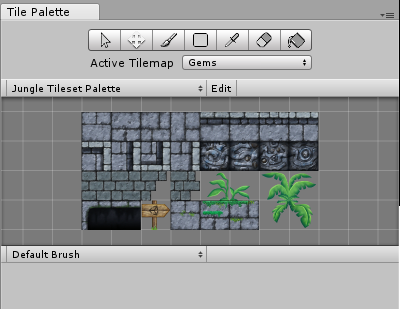 Tile Palette
Active Tilemap Gems
Jungle Tileset Palette Edit
Default Brush